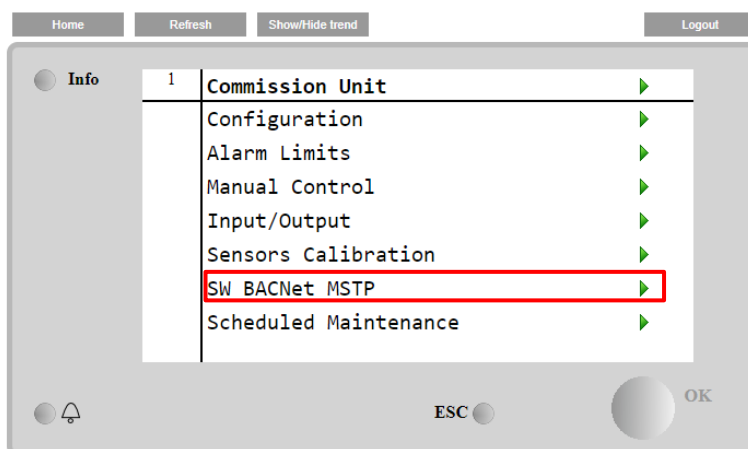 Home Refresh Show/Hide trend Logout
Info 1 Commission Unit
Configuration
Alarm Limits
Manual Control
Input/Output
Sensors Calibration
SW BACNet MSTP
Scheduled Maintenance
ESC OK